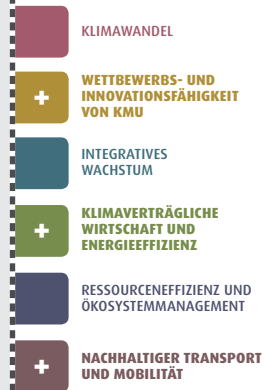 KLIMAWANDEL
+
WETTBEWERBS- UND
INNOVATIONSFÄHIGKEIT
VON KMU
INTEGRATIVES
WACHSTUM
+
KLIMAVERTRÄGLICHE
WIRTSCHAFT UND
ENERGIEEFFIZIENZ
RESSOURCENEFFIZIENZ UND
ÖKOSYSTEMMANAGEMENT
+
NACHHALTIGER TRANSPORT
UND MOBILITÄT